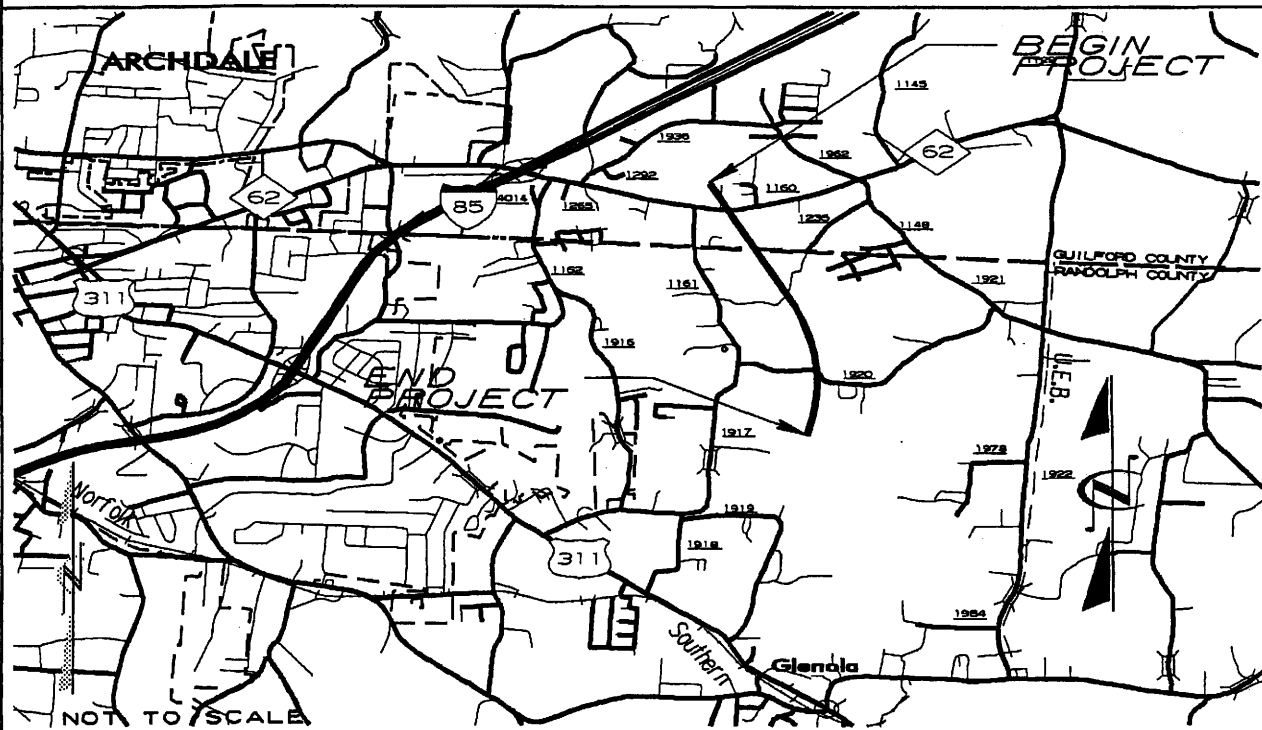 ARCHDALE
BEGIN
PROJECT
1145
62
1936
1962
62
1292
1160
85
4014
1265
1235
1148
GUILFORD COUNTY
RANDOLPH COUNTY
1162
1161
1921
311
1916
END
PROJECT
1920
U.E.B.
1917
1978
1922
Norfolk
N
1919
311
1918
1984
Southern
Glenola
NOT TO SCALE